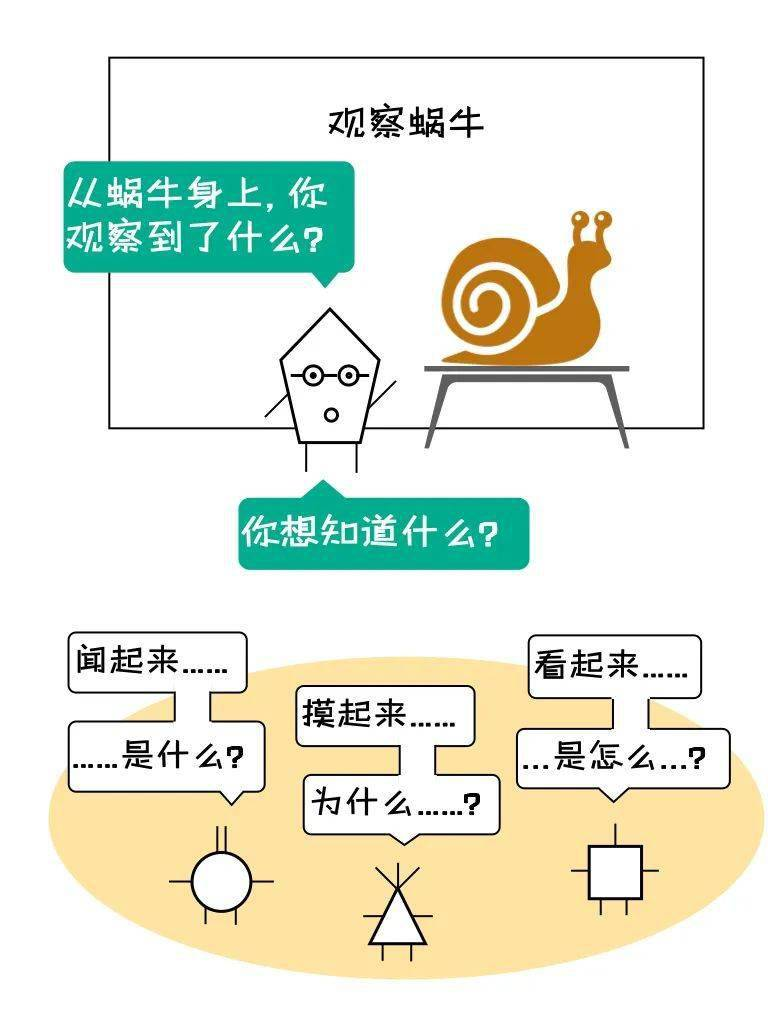 观察蜗牛
从蜗牛身上,你
观察到了什么?
你想知道什么?
闻起来……
……是什么?
摸起来……
为什么……?
看起来……
…是怎么…?